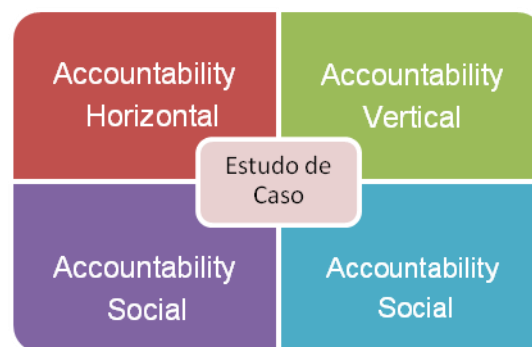 Accountability
Horizontal
Accountability
Vertical
Estudo de
Caso
Accountability
Social
Accountability
Social